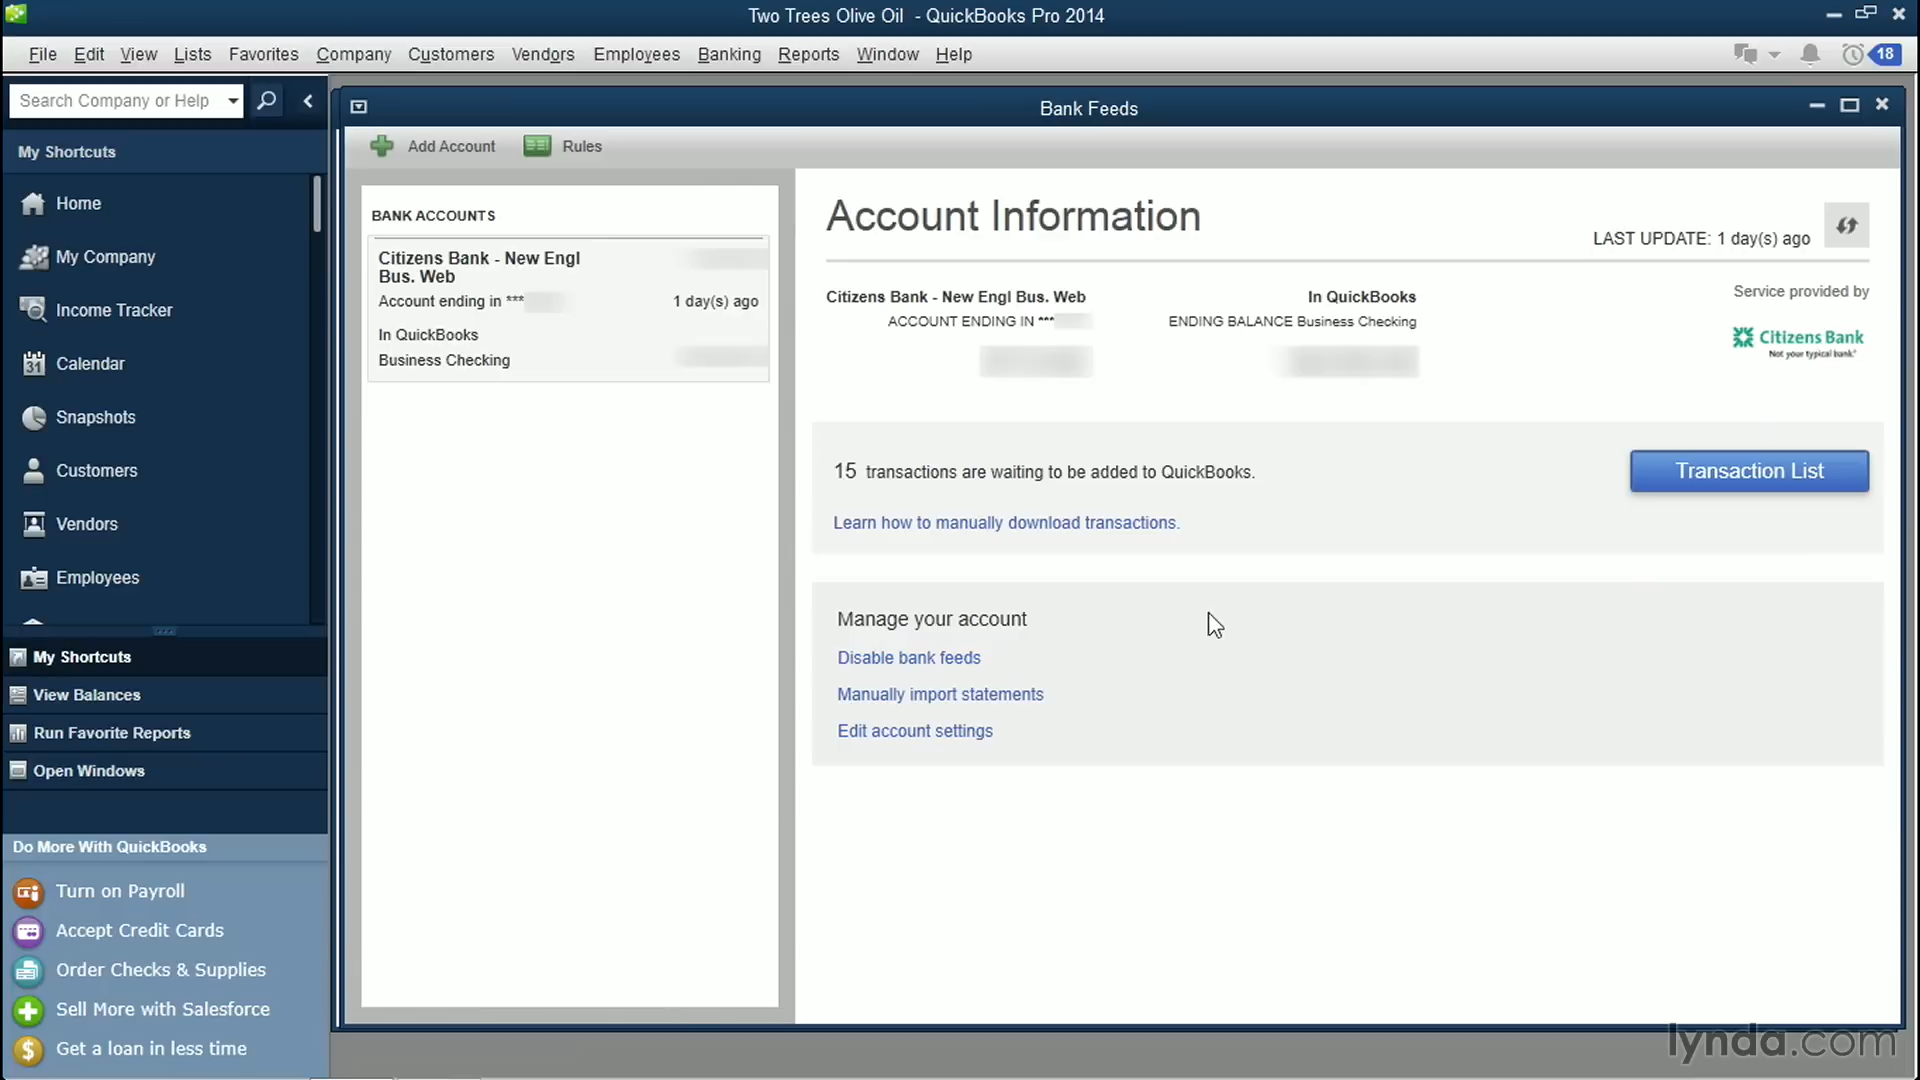 Two Trees Olive Oil - QuickBooks Pro 2014
File Edit View Lists Favorites Company Customers Vendors Employees Banking Reports Window Help
18
Search Company or Help
Bank Feeds
My Shortcuts
Home
My Company
Income Tracker
31
Calendar
Snapshots
Customers
Vendors
Employees
My Shortcuts
View Balances
Run Favorite Reports
Open Windows
Do More With QuickBooks
Turn on Payroll
Accept Credit Cards
Order Checks & Supplies
Sell More with Salesforce
$
Get a loan in less time
Add Account Rules
BANK ACCOUNTS
Citizens Bank - New Engl
Bus. Web
Account ending in ***
1 day(s) ago
In QuickBooks
Business Checking
Account Information
LAST UPDATE: 1 day(s) ago
Citizens Bank - New Engl Bus. Web
ACCOUNT ENDING IN ***
In QuickBooks
ENDING BALANCE Business Checking
Service provided by
Citizens Bank
Not your typical bank.®
15 transactions are waiting to be added to QuickBooks.
Transaction List
Learn how to manually download transactions.
Manage your account
Disable bank feeds
Manually import statements
Edit account settings
lynda.com